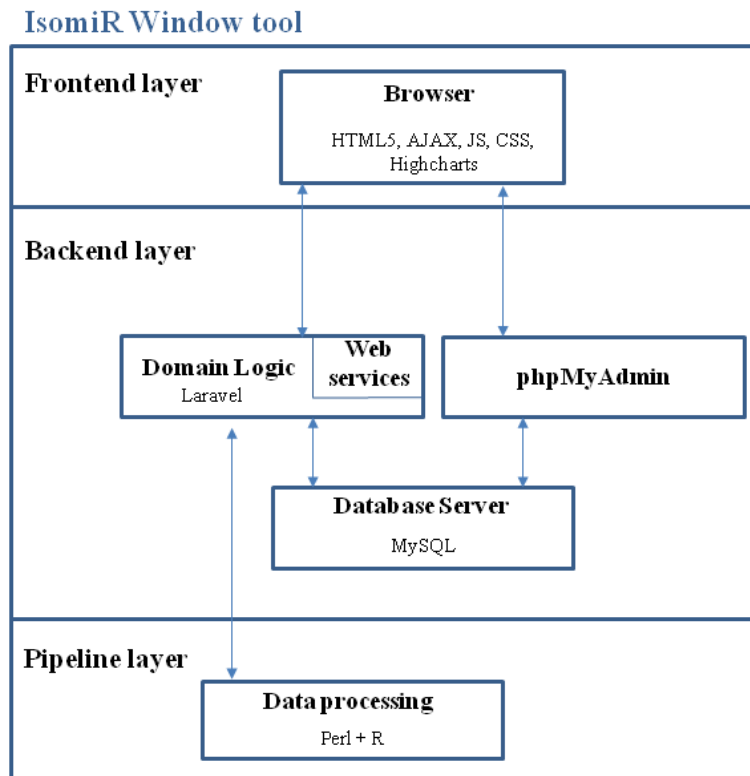 IsomiR Window tool
Frontend layer
Browser
HTML5, AJAX, JS, CSS,
Highcharts
Backend layer
Domain Logic
Laravel
Web
services
phpMyAdmin
Database Server
MySQL
Pipeline layer
Data processing
Perl + R